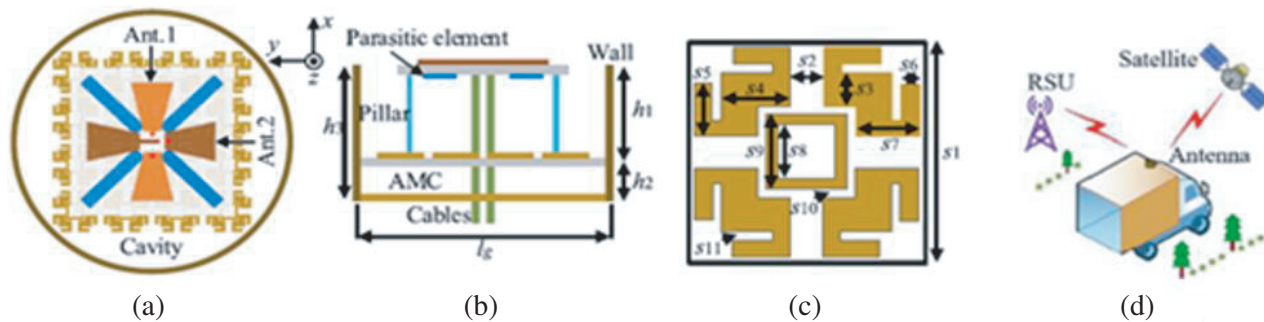 Ant.1
Ant.2
Cavity
x
y
z
Parasitic element
Wall
Pillar
h3
h1
AMC
h2
Cables
lg
s2
s5
s4
s3
s6
s9
s8
s7
s1
s10
s11
Satellite
RSU
Antenna
(a)
(b)
(c)
(d)